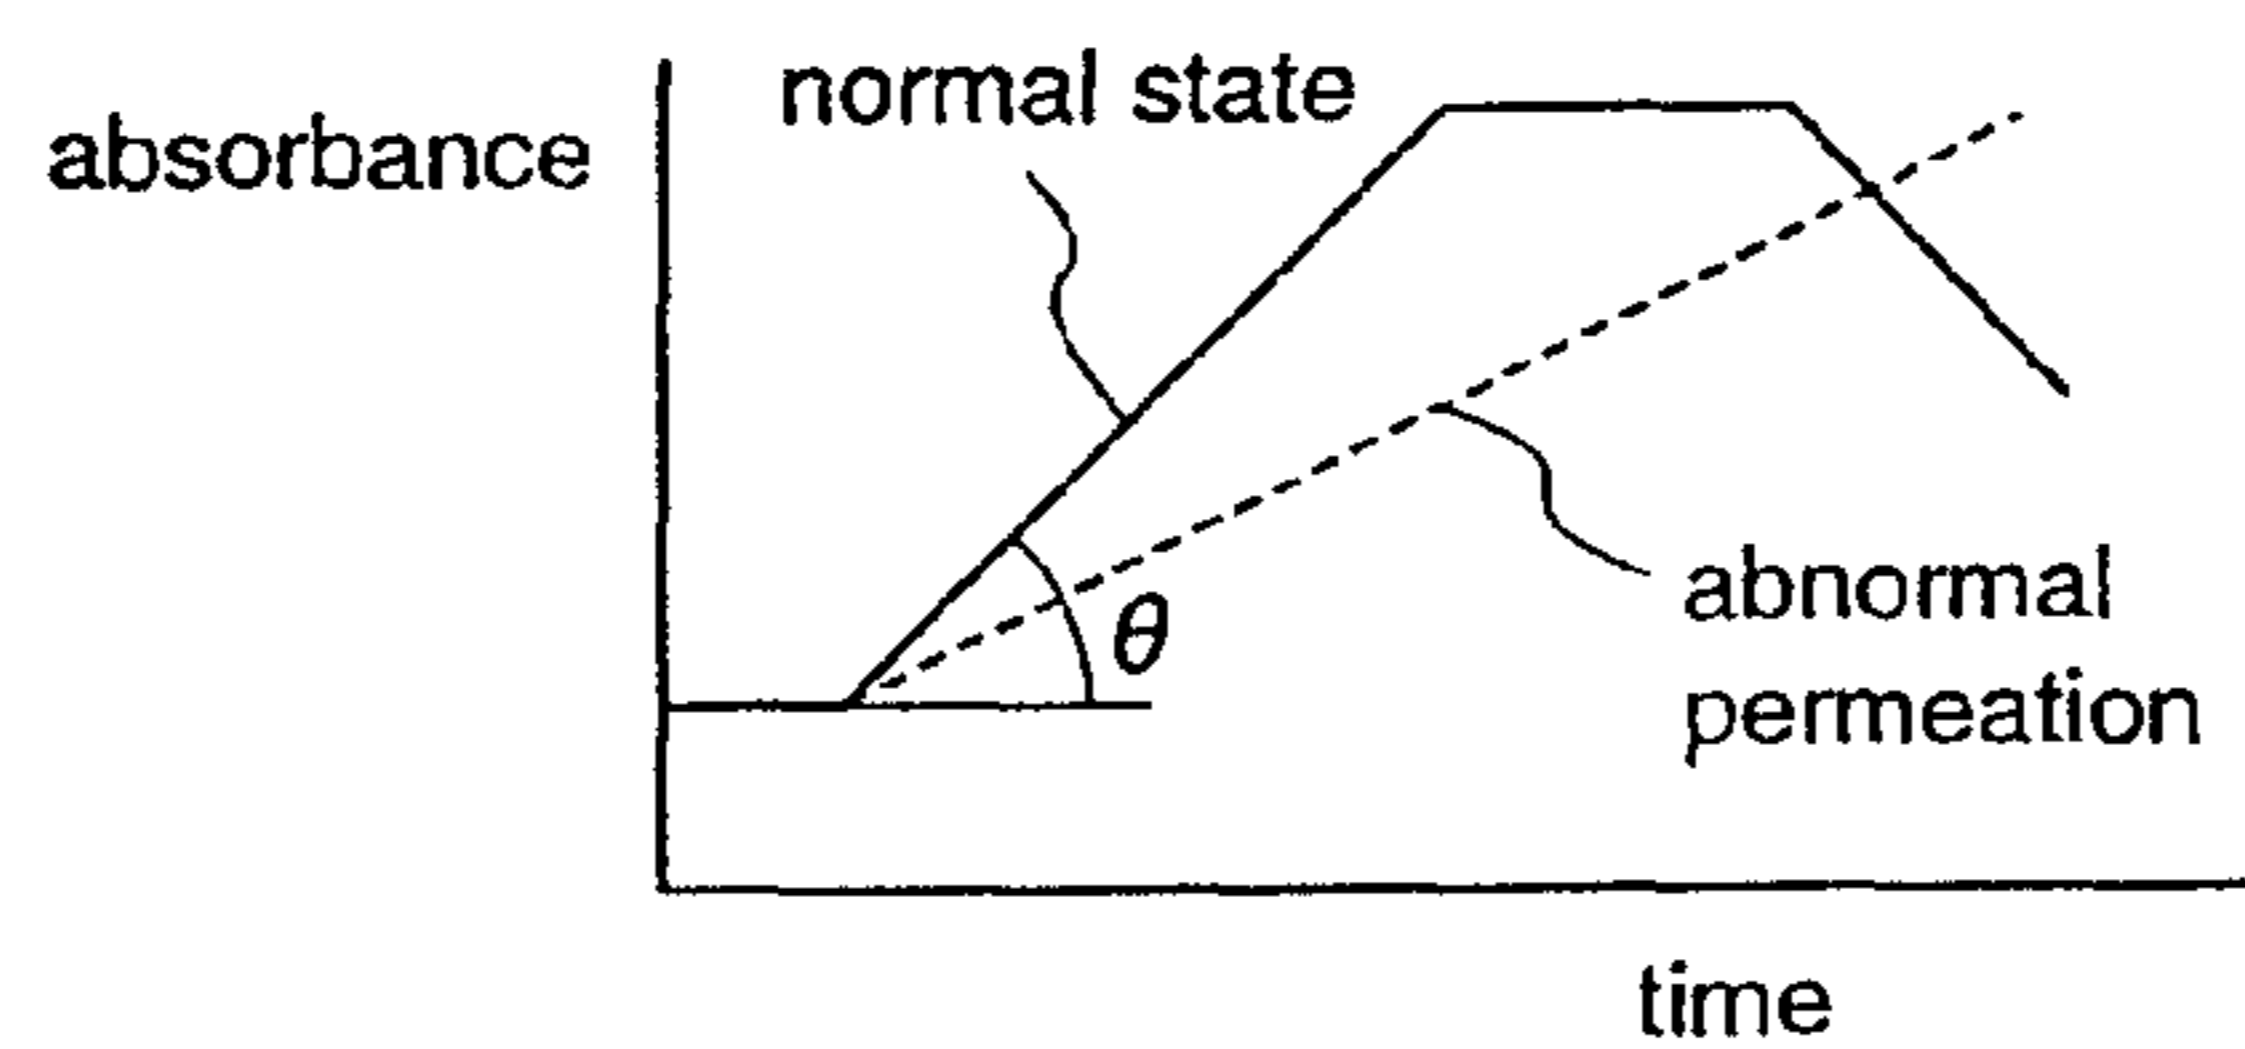 normal state
absorbance
θ
abnormal
permeation
time